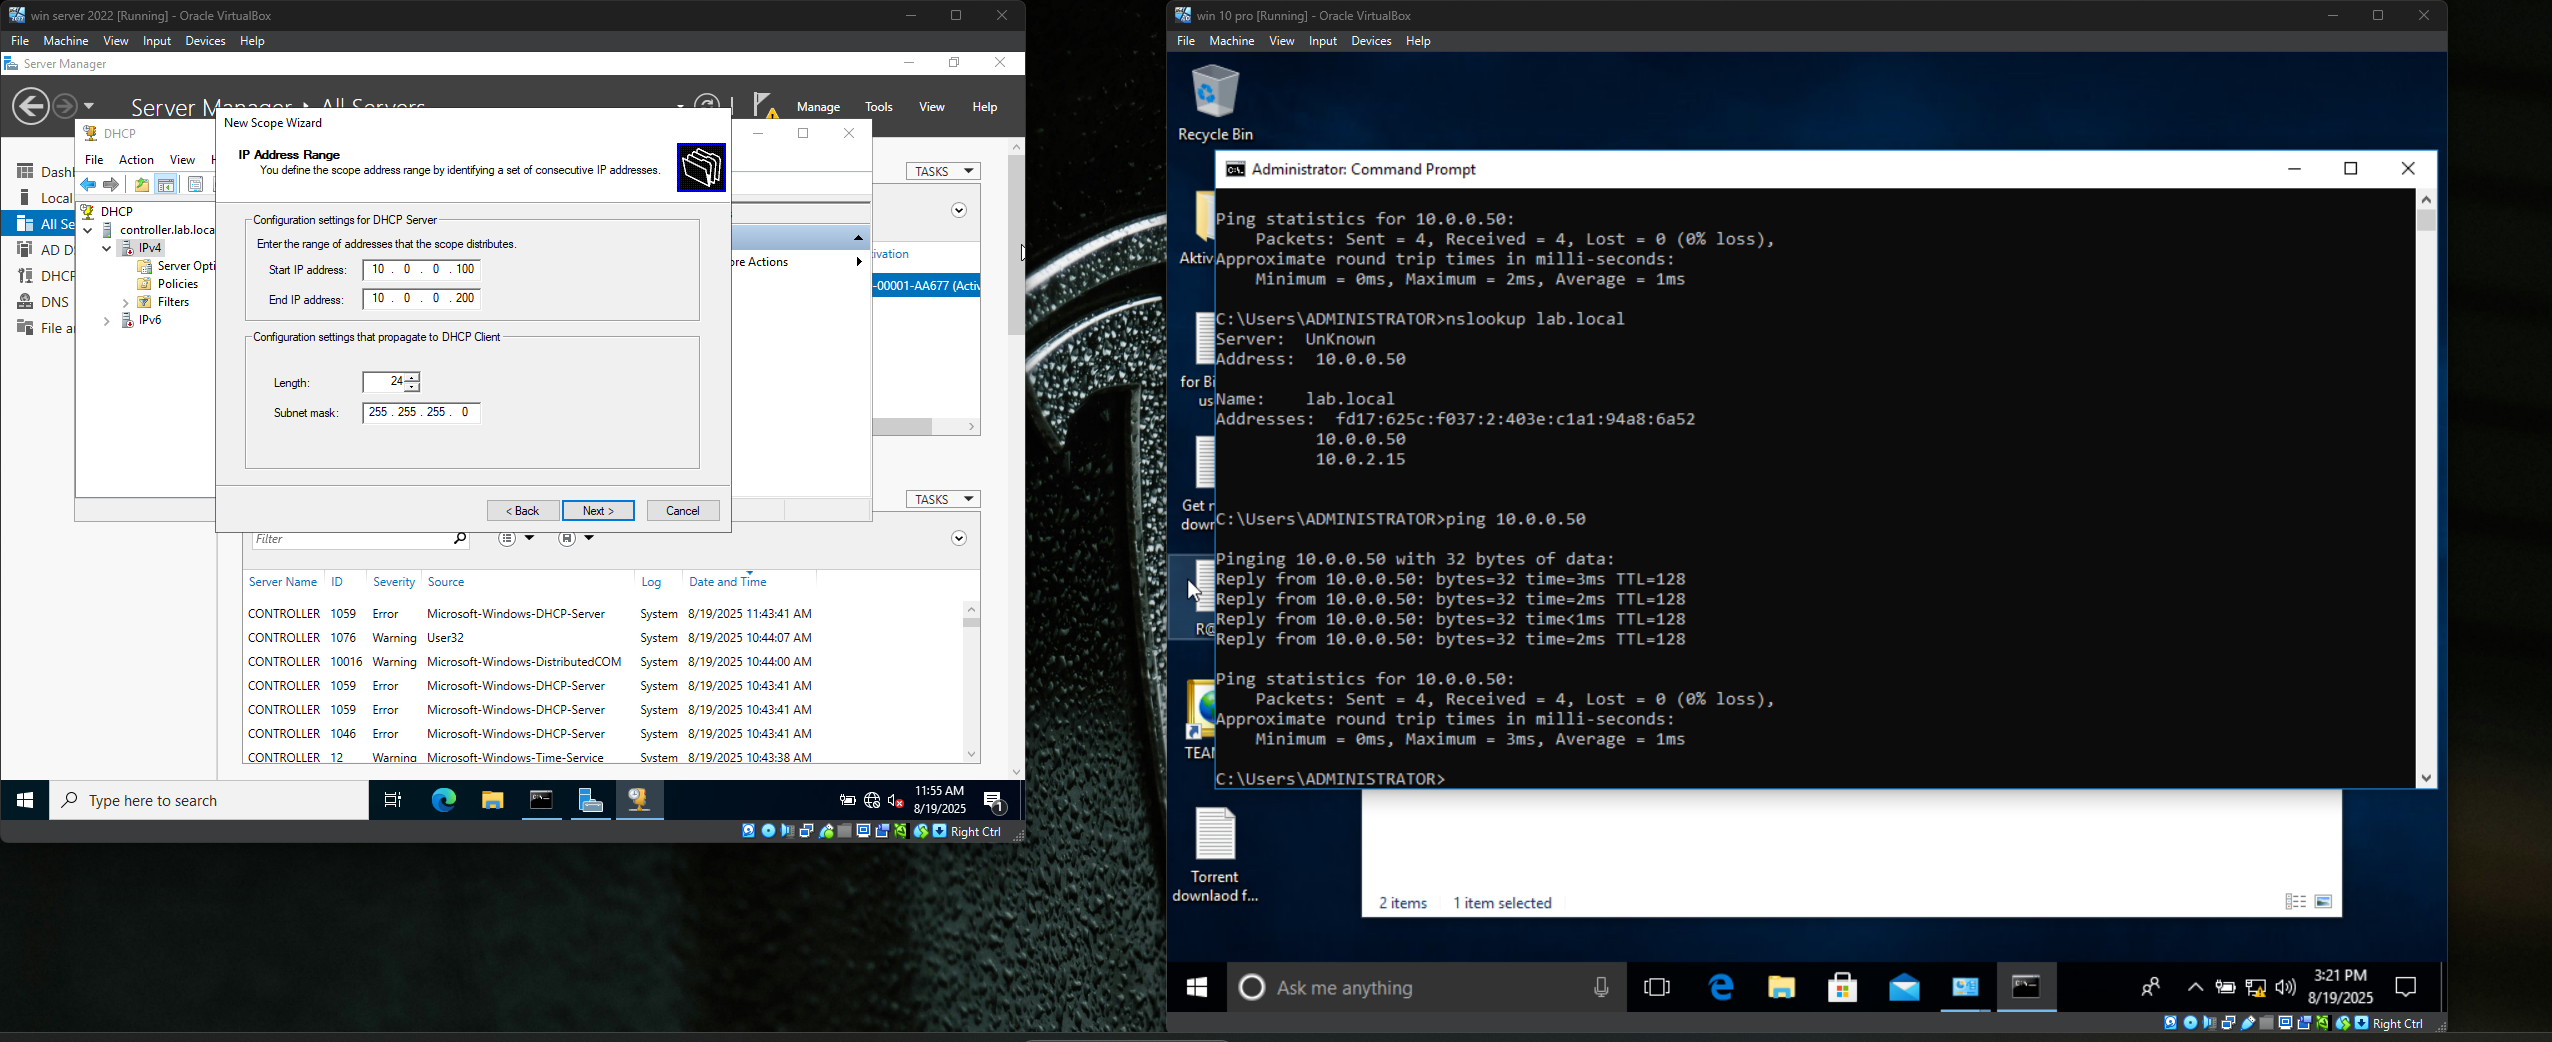 win server 2022 [Running] - Oracle VirtualBox
File Machine View Input Devices Help
Server Manager
Server Manager • All Servers
Manage Tools View Help
DHCP
File Action View
DHCP
controller.lab.loca
IPv4
Server Opti
Policies
Filters
IPv6
Dash
Local
All Se
AD D
DHCP
DNS
File a
New Scope Wizard
IP Address Range
You define the scope address range by identifying a set of consecutive IP addresses.
Configuration settings for DHCP Server
Enter the range of addresses that the scope distributes.
Start IP address: 10 . 0 . 0 . 100
End IP address: 10 . 0 . 0 . 200
Configuration settings that propagate to DHCP Client
Length: 24
Subnet mask: 255 . 255 . 255 . 0
< Back Next > Cancel
TASKS
ore Actions
ivation
-00001-AA677 (Activ
TASKS
Filter
Server Name ID Severity Source Log Date and Time
CONTROLLER 1059 Error Microsoft-Windows-DHCP-Server System 8/19/2025 11:43:41 AM
CONTROLLER 1076 Warning User32 System 8/19/2025 10:44:07 AM
CONTROLLER 10016 Warning Microsoft-Windows-DistributedCOM System 8/19/2025 10:44:00 AM
CONTROLLER 1059 Error Microsoft-Windows-DHCP-Server System 8/19/2025 10:43:41 AM
CONTROLLER 1059 Error Microsoft-Windows-DHCP-Server System 8/19/2025 10:43:41 AM
CONTROLLER 1046 Error Microsoft-Windows-DHCP-Server System 8/19/2025 10:43:41 AM
CONTROLLER 12 Warning Microsoft-Windows-Time-Service System 8/19/2025 10:43:38 AM
Type here to search
11:55 AM
8/19/2025
1
Right Ctrl
win 10 pro [Running] - Oracle VirtualBox
File Machine View Input Devices Help
Recycle Bin
Aktiv
for Bi
us
Get r
down
R@
TEAM
Torrent
downlaod f...
Administrator: Command Prompt
Ping statistics for 10.0.0.50:
Packets: Sent = 4, Received = 4, Lost = 0 (0% loss),
Approximate round trip times in milli-seconds:
Minimum = 0ms, Maximum = 2ms, Average = 1ms
C:\Users\ADMINISTRATOR>nslookup lab.local
Server: UnKnown
Address: 10.0.0.50
Name: lab.local
Addresses: fd17:625c:f037:2:403e:c1a1:94a8:6a52
10.0.0.50
10.0.2.15
C:\Users\ADMINISTRATOR>ping 10.0.0.50
Pinging 10.0.0.50 with 32 bytes of data:
Reply from 10.0.0.50: bytes=32 time=3ms TTL=128
Reply from 10.0.0.50: bytes=32 time=2ms TTL=128
Reply from 10.0.0.50: bytes=32 time<1ms TTL=128
Reply from 10.0.0.50: bytes=32 time=2ms TTL=128
Ping statistics for 10.0.0.50:
Packets: Sent = 4, Received = 4, Lost = 0 (0% loss),
Approximate round trip times in milli-seconds:
Minimum = 0ms, Maximum = 3ms, Average = 1ms
C:\Users\ADMINISTRATOR>
2 items 1 item selected
Ask me anything
3:21 PM
8/19/2025
Right Ctrl